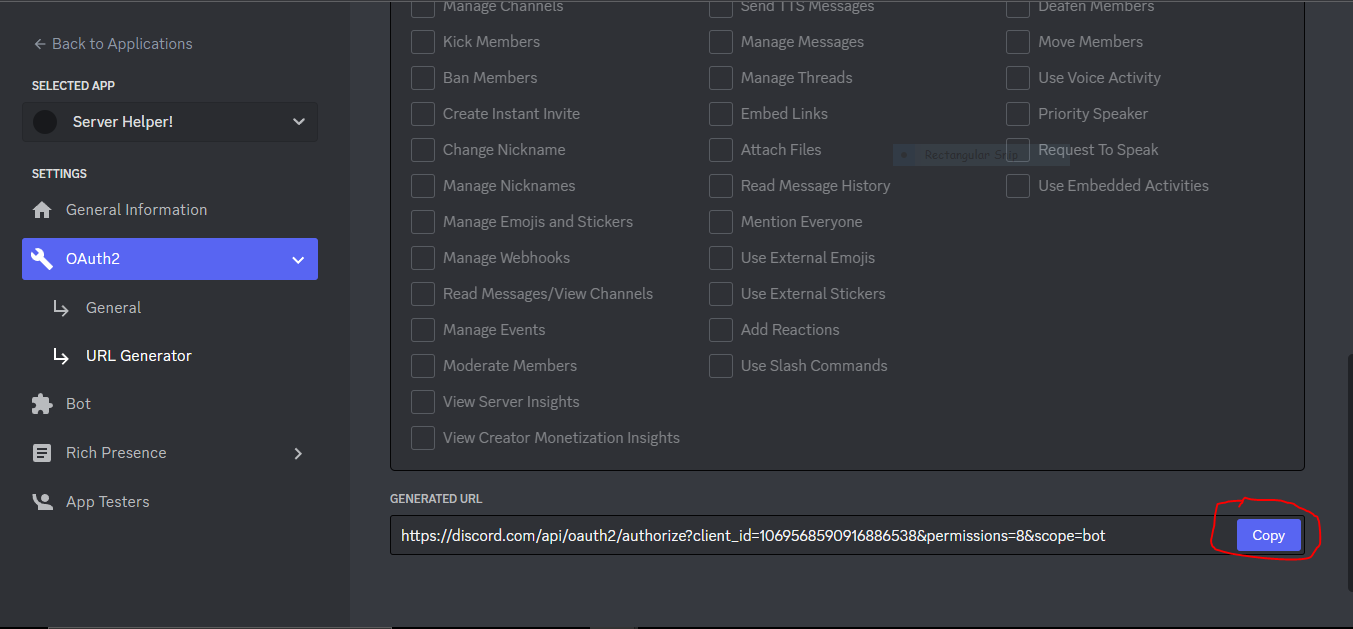 ← Back to Applications
SELECTED APP
Server Helper!
SETTINGS
General Information
OAuth2
General
URL Generator
Bot
Rich Presence
App Testers
Manage Channels
Kick Members
Ban Members
Create Instant Invite
Change Nickname
Manage Nicknames
Manage Emojis and Stickers
Manage Webhooks
Read Messages/View Channels
Manage Events
Moderate Members
View Server Insights
View Creator Monetization Insights
Send TTS Messages
Manage Messages
Manage Threads
Embed Links
Attach Files
Read Message History
Mention Everyone
Use External Emojis
Use External Stickers
Add Reactions
Use Slash Commands
Deafen Members
Move Members
Use Voice Activity
Priority Speaker
Rectangular Snip
Request To Speak
Use Embedded Activities
GENERATED URL
https://discord.com/api/oauth2/authorize?client_id=1069568590916886538&permissions=8&scope=bot
Copy